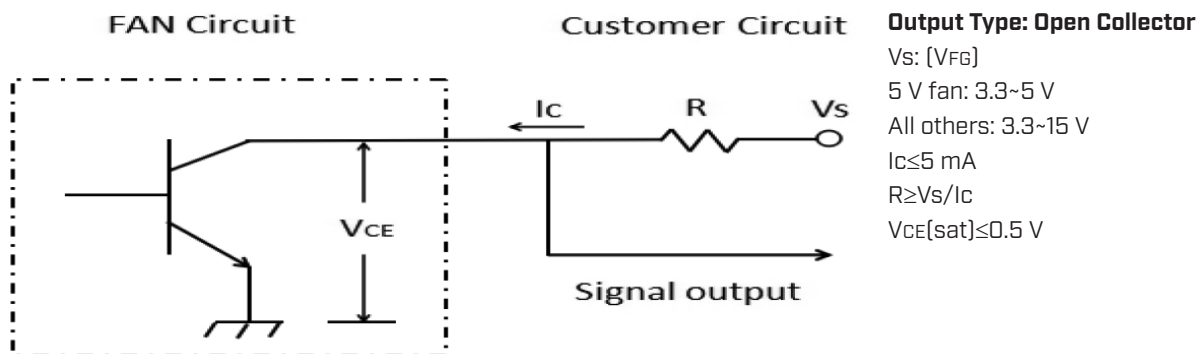 FAN Circuit
Customer Circuit
Output Type: Open Collector
Vs: (VFG)
5 V fan: 3.3~5 V
All others: 3.3~15 V
Ic≤5 mA
R≥Vs/Ic
VCE(sat)≤0.5 V
Ic
R
Vs
VCE
Signal output